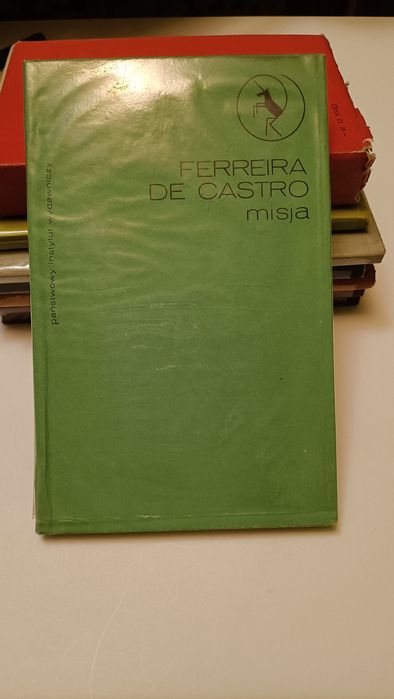 FERREIRA
DE CASTRO
misja
państwowy instytut wydawniczy